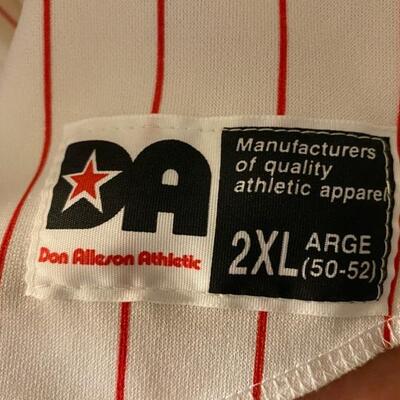 DA
Don Alleson Athletic
Manufacturers
of quality
athletic apparel
2XL ARGE
(50-52)